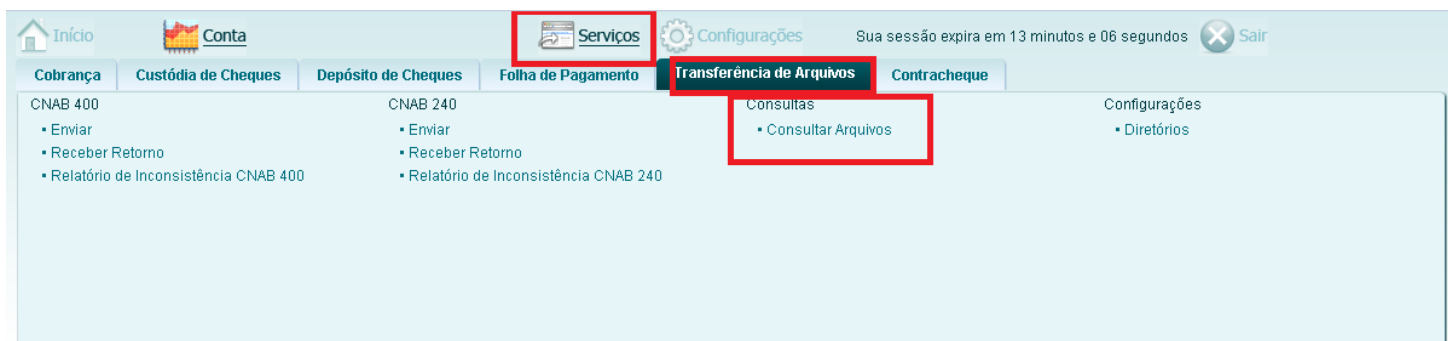 Início Conta Serviços Configurações Sua sessão expira em 13 minutos e 06 segundos Sair
Cobrança Custódia de Cheques Depósito de Cheques Folha de Pagamento Transferência de Arquivos Contracheque
CNAB 400 CNAB 240 Consultas Configurações
▪ Enviar ▪ Enviar ▪ Consultar Arquivos ▪ Diretórios
▪ Receber Retorno ▪ Receber Retorno
▪ Relatório de Inconsistência CNAB 400 ▪ Relatório de Inconsistência CNAB 240